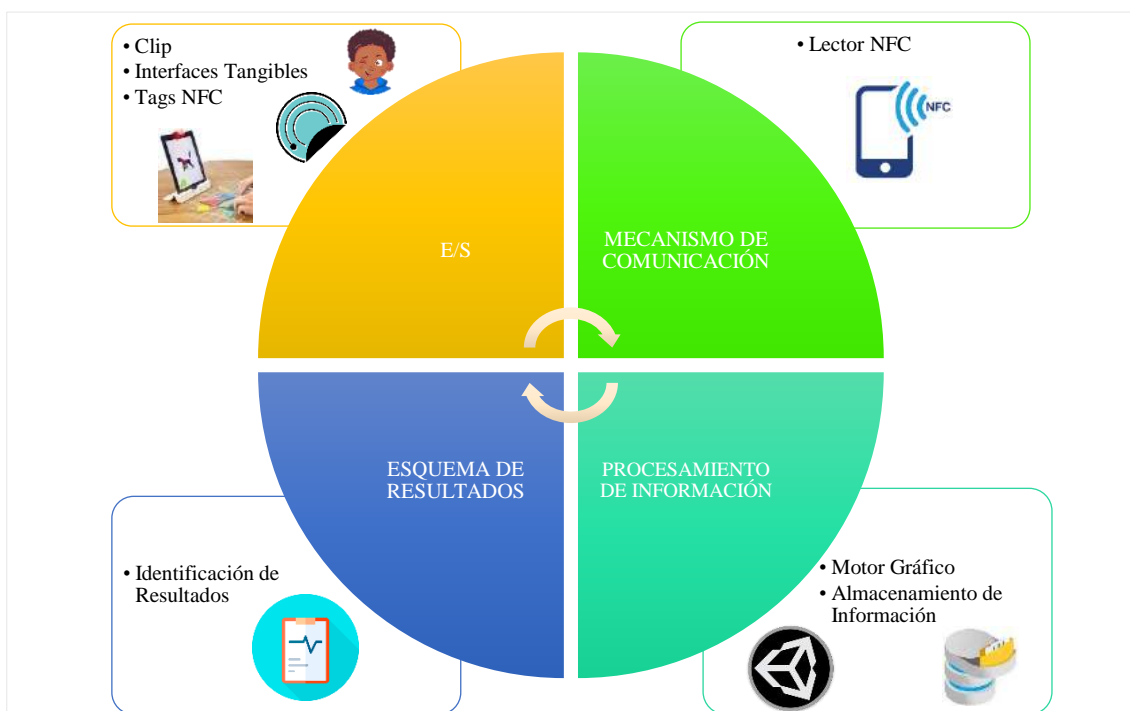 • Clip
• Interfaces Tangibles
• Tags NFC
• Lector NFC
NFC
E/S
MECANISMO DE
COMUNICACIÓN
ESQUEMA DE
RESULTADOS
PROCESAMIENTO
DE INFORMACIÓN
• Identificación de
Resultados
• Motor Gráfico
• Almacenamiento de
Información